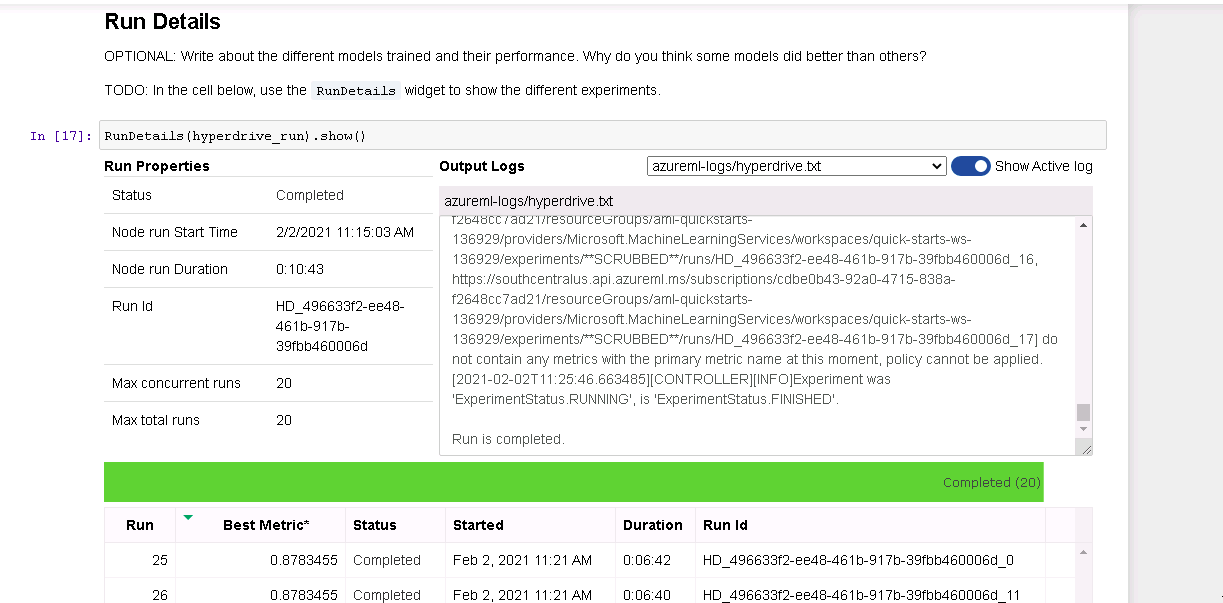 Run Details
OPTIONAL: Write about the different models trained and their performance. Why do you think some models did better than others?
TODO: In the cell below, use the RunDetails widget to show the different experiments.
In [17]: RunDetails(hyperdrive_run).show()
Run Properties
Status Completed
Node run Start Time 2/2/2021 11:15:03 AM
Node run Duration 0:10:43
Run Id HD_496633f2-ee48-
461b-917b-
39fbb460006d
Max concurrent runs 20
Max total runs 20
Output Logs azureml-logs/hyperdrive.txt Show Active log
azureml-logs/hyperdrive.txt
f2648cc7ad21/resourceGroups/aml-quickstarts-
136929/providers/Microsoft.MachineLearningServices/workspaces/quick-starts-ws-
136929/experiments/**SCRUBBED**/runs/HD_496633f2-ee48-461b-917b-39fbb460006d_16,
https://southcentralus.api.azureml.ms/subscriptions/cdbe0b43-92a0-4715-838a-
f2648cc7ad21/resourceGroups/aml-quickstarts-
136929/providers/Microsoft.MachineLearningServices/workspaces/quick-starts-ws-
136929/experiments/**SCRUBBED**/runs/HD_496633f2-ee48-461b-917b-39fbb460006d_17] do
not contain any metrics with the primary metric name at this moment, policy cannot be applied.
[2021-02-02T11:25:46.663485][CONTROLLER][INFO]Experiment was
'ExperimentStatus.RUNNING', is 'ExperimentStatus.FINISHED'.
Run is completed.
Completed (20)
Run Best Metric* Status Started Duration Run Id
25 0.8783455 Completed Feb 2, 2021 11:21 AM 0:06:42 HD_496633f2-ee48-461b-917b-39fbb460006d_0
26 0.8783455 Completed Feb 2, 2021 11:21 AM 0:06:40 HD_496633f2-ee48-461b-917b-39fbb460006d_11